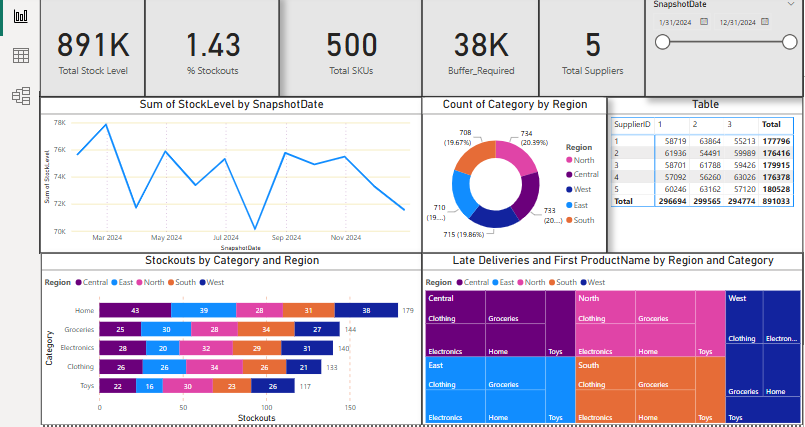 891K
Total Stock Level
1.43
% Stockouts
500
Total SKUs
38K
Buffer_Required
5
Total Suppliers
SnapshotDate
1/31/2024 12/31/2024
Sum of StockLevel by SnapshotDate
Sum of StockLevel
78K
76K
74K
72K
70K
Mar 2024 May 2024 Jul 2024 Sep 2024 Nov 2024
SnapshotDate
Count of Category by Region
708
(19.67%)
734
(20.39%)
710
(19....)
733
(20....)
715 (19.86%)
Region
North
Central
West
East
South
Table
SupplierID 1 2 3 Total
1 58719 63864 55213 177796
2 61936 54491 59989 176416
3 58701 61788 59426 179915
4 57092 56260 63026 176378
5 60246 63162 57120 180528
Total 296694 299565 294774 891033
Stockouts by Category and Region
Region Central East North South West
Category
Home 43 39 28 31 38 179
Groceries 25 30 28 34 27 144
Electronics 28 20 32 29 31 140
Clothing 26 26 34 26 21 133
Toys 22 16 30 23 26 117
0 50 100 150
Stockouts
Late Deliveries and First ProductName by Region and Category
Region Central East North South West
Central
Clothing Groceries
Electronics Home Toys
North
Clothing Groceries
Electronics Home Toys
West
Clothing Electron...
Groceries Home
Toys
East
Clothing Groceries
Electronics Home Toys
South
Clothing Groceries
Electronics Home Toys